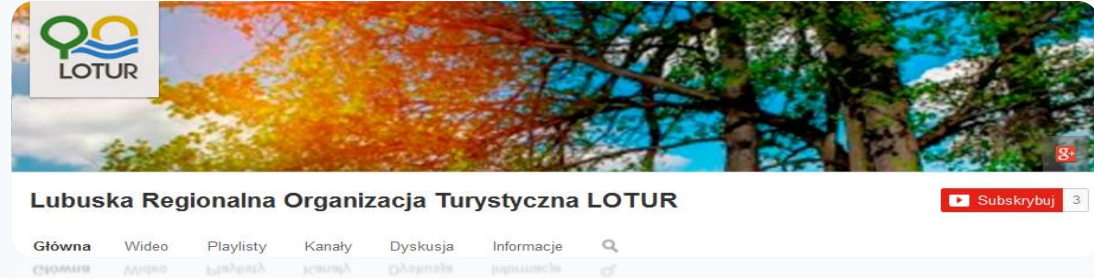 LOTUR
g+
Lubuska Regionalna Organizacja Turystyczna LOTUR
Subskrybuj 3
Główna Wideo Playlisty Kanały Dyskusja Informacje